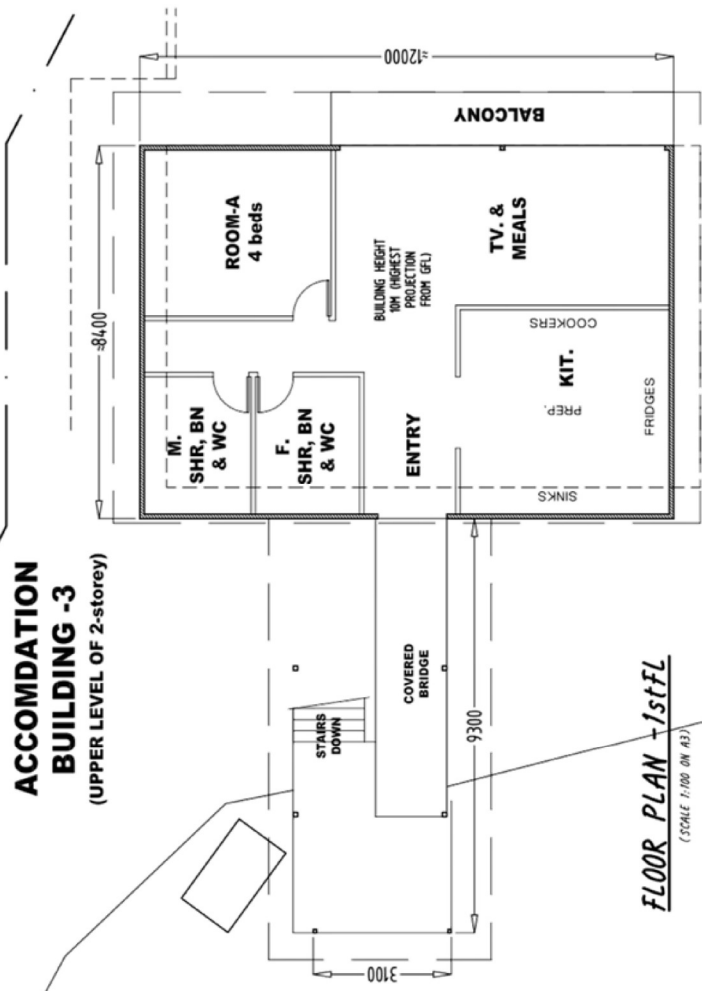 ACCOMDATION
BUILDING -3
(UPPER LEVEL OF 2-storey)
≈12000
≈8400
BALCONY
ROOM-A
4 beds
BUILDING HEIGHT
10M (HIGHEST
PROJECTION
FROM GFL)
TV. &
MEALS
M.
SHR, BN
& WC
F.
SHR, BN
& WC
ENTRY
COOKERS
KIT.
PREP.
FRIDGES
SINKS
COVERED
BRIDGE
STAIRS
DOWN
9300
3100
FLOOR PLAN -1stFL
(SCALE 1:100 ON A3)